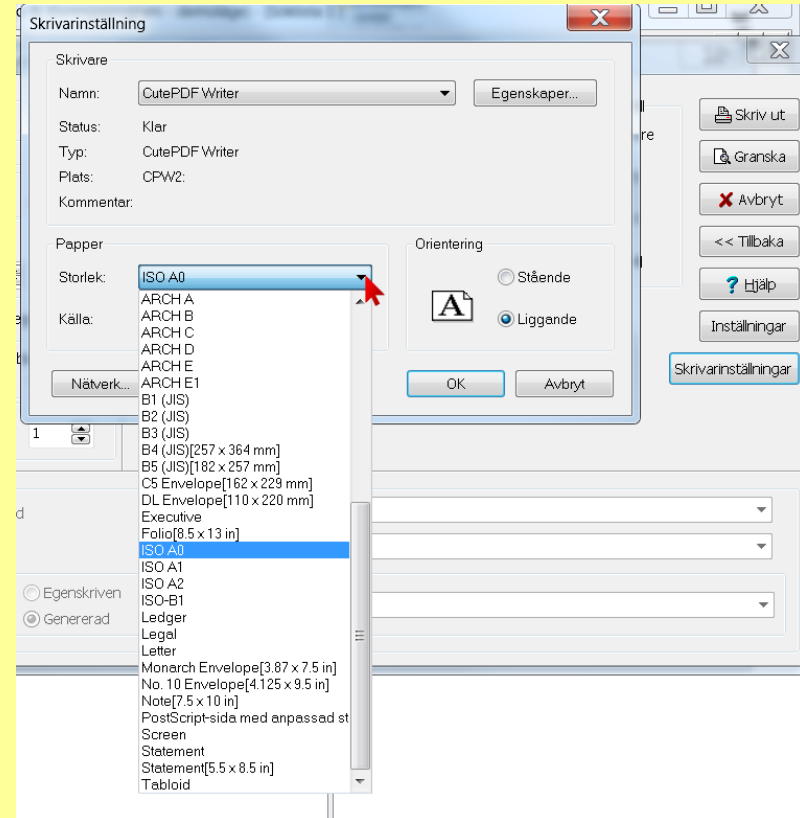 Skrivarinställning
Skrivare
Namn:
CutePDF Writer
Egenskaper...
Status:
Klar
Typ:
CutePDF Writer
Plats:
CPW2:
Kommentar:
Papper
Storlek:
ISO A0
Källa:
Orientering
Stående
Liggande
A
Nätverk...
OK
Avbryt
ARCH A
ARCH B
ARCH C
ARCH D
ARCH E
ARCH E1
B1 (JIS)
B2 (JIS)
B3 (JIS)
B4 (JIS)[257 x 364 mm]
B5 (JIS)[182 x 257 mm]
C5 Envelope[162 x 229 mm]
DL Envelope[110 x 220 mm]
Executive
Folio[8.5 x 13 in]
ISO A0
ISO A1
ISO A2
ISO-B1
Ledger
Legal
Letter
Monarch Envelope[3.87 x 7.5 in]
No. 10 Envelope[4.125 x 9.5 in]
Note[7.5 x 10 in]
PostScript-sida med anpassad st
Screen
Statement
Statement[5.5 x 8.5 in]
Tabloid
re
Skriv ut
Granska
Avbryt
<< Tillbaka
? Hjälp
Inställningar
Skrivarinställningar
1
d
Egenskriven
Genererad